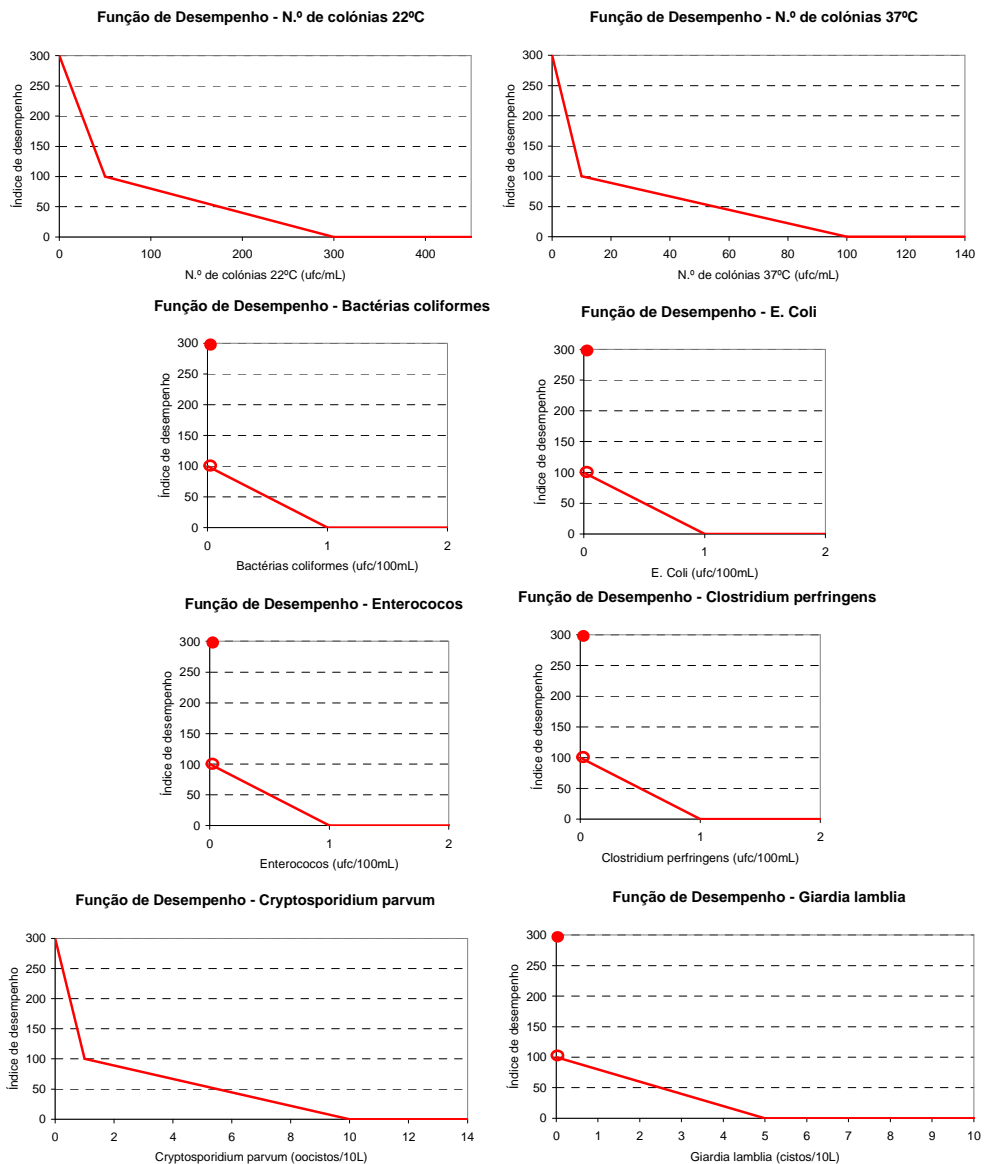 Função de Desempenho - N.º de colónias 22ºC
Índice de desempenho
300
250
200
150
100
50
0
0 100 200 300 400
N.º de colónias 22ºC (ufc/mL)
Função de Desempenho - N.º de colónias 37ºC
Índice de desempenho
300
250
200
150
100
50
0
0 20 40 60 80 100 120 140
N.º de colónias 37ºC (ufc/mL)
Função de Desempenho - Bactérias coliformes
Índice de desempenho
300
250
200
150
100
50
0
0 1 2
Bactérias coliformes (ufc/100mL)
Função de Desempenho - E. Coli
Índice de desempenho
300
250
200
150
100
50
0
0 1 2
E. Coli (ufc/100mL)
Função de Desempenho - Enterococos
Índice de desempenho
300
250
200
150
100
50
0
0 1 2
Enterococos (ufc/100mL)
Função de Desempenho - Clostridium perfringens
Índice de desempenho
300
250
200
150
100
50
0
0 1 2
Clostridium perfringens (ufc/100mL)
Função de Desempenho - Cryptosporidium parvum
Índice de desempenho
300
250
200
150
100
50
0
0 2 4 6 8 10 12 14
Cryptosporidium parvum (oocistos/10L)
Função de Desempenho - Giardia lamblia
Índice de desempenho
300
250
200
150
100
50
0
0 1 2 3 4 5 6 7 8 9 10
Giardia lamblia (cistos/10L)